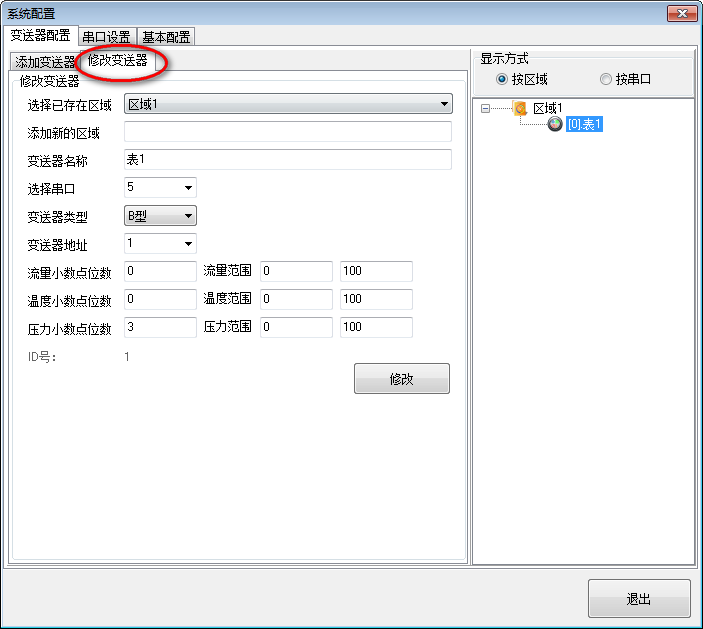 系统配置
变送器配置 串口设置 基本配置
添加变送器 修改变送器
修改变送器
选择已存在区域 区域1
添加新的区域
变送器名称 表1
选择串口 5
变送器类型 B型
变送器地址 1
流量小数点位数 0 流量范围 0 100
温度小数点位数 0 温度范围 0 100
压力小数点位数 3 压力范围 0 100
ID号: 1
修改
显示方式
按区域 按串口
区域1
[0].表1
退出